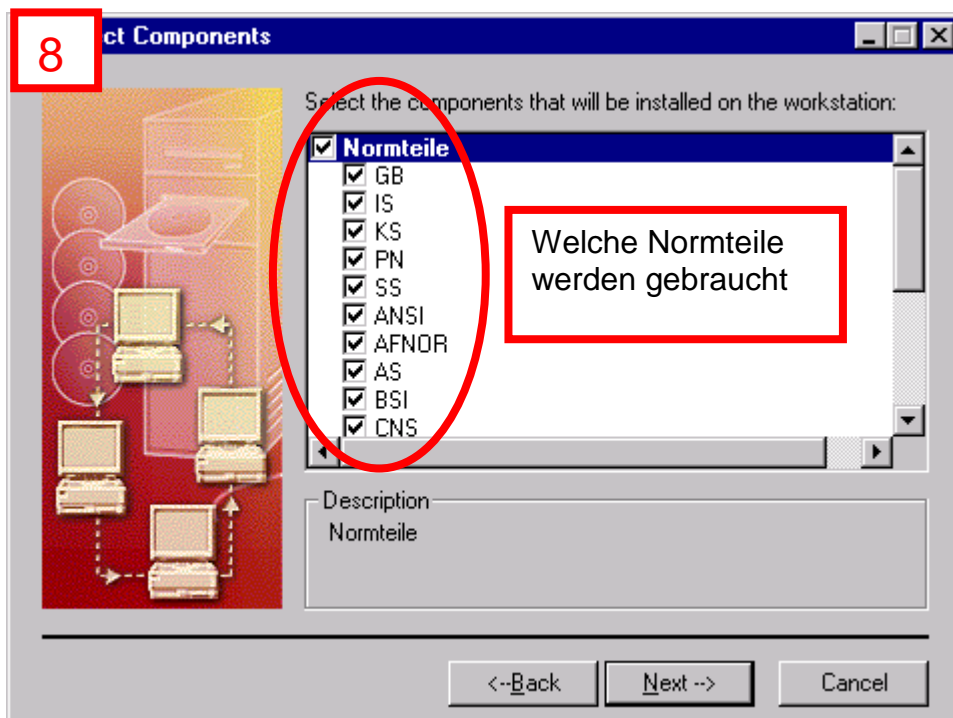 8
ct Components
Select the components that will be installed on the workstation:
Normteile
GB
IS
KS
PN
SS
ANSI
AFNOR
AS
BSI
CNS
Welche Normteile
werden gebraucht
Description
Normteile
<--Back
Next -->
Cancel